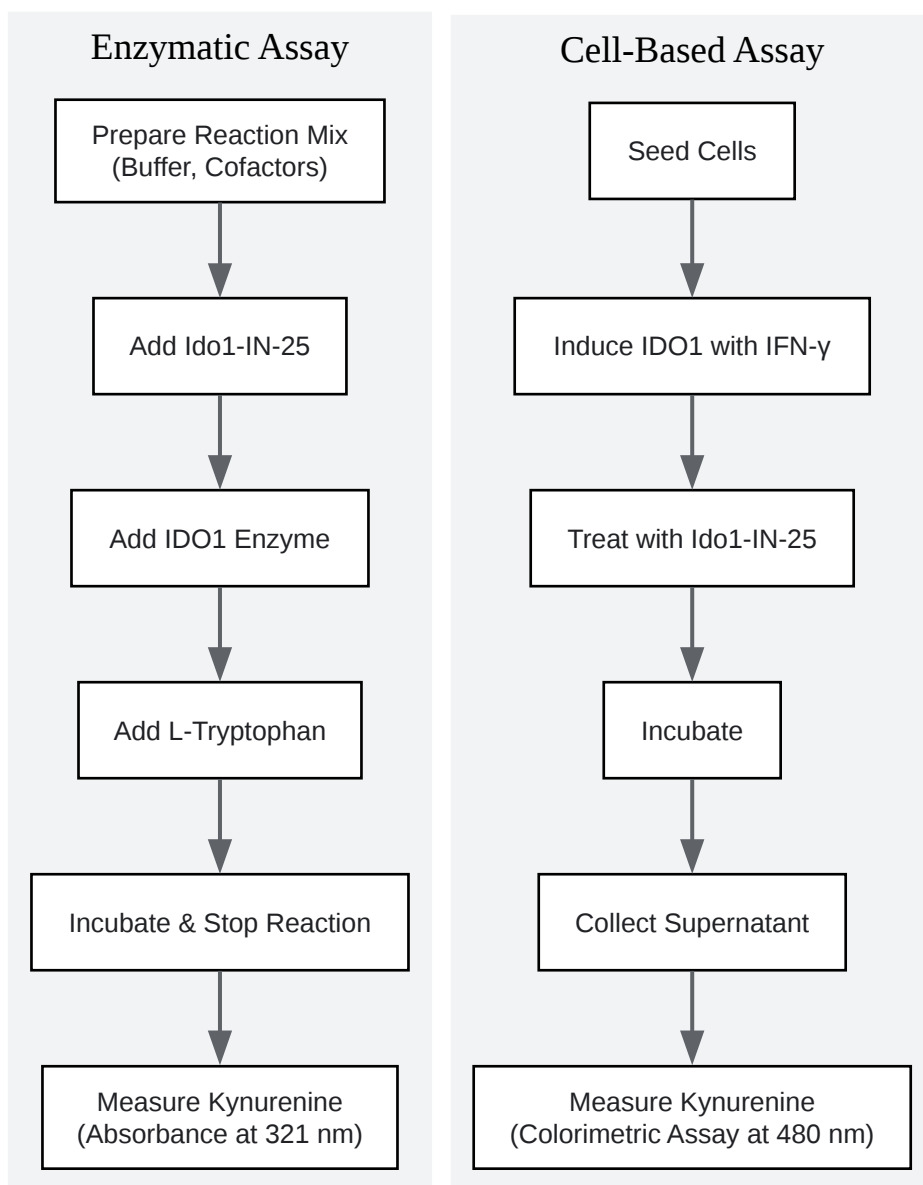 Enzymatic Assay
Prepare Reaction Mix
(Buffer, Cofactors)
Add Ido1-IN-25
Add IDO1 Enzyme
Add L-Tryptophan
Incubate & Stop Reaction
Measure Kynurenine
(Absorbance at 321 nm)
Cell-Based Assay
Seed Cells
Induce IDO1 with IFN-γ
Treat with Ido1-IN-25
Incubate
Collect Supernatant
Measure Kynurenine
(Colorimetric Assay at 480 nm)